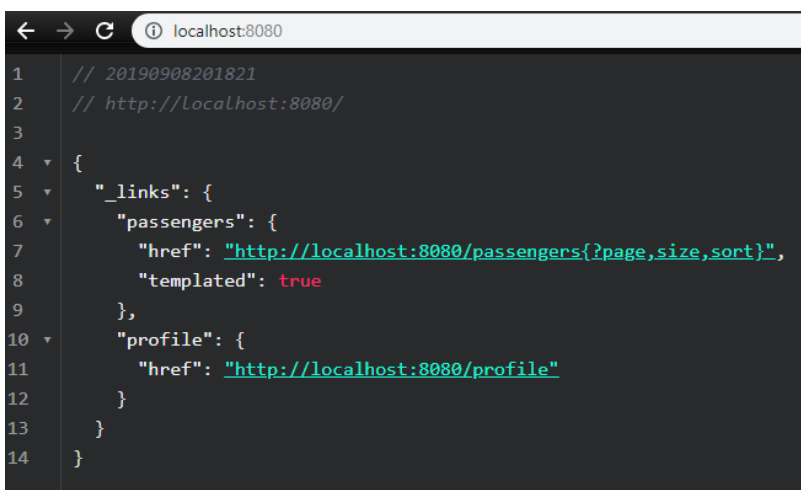 localhost:8080
1 // 20190908201821
2 // http://localhost:8080/
3
4 {
5 "_links": {
6 "passengers": {
7 "href": "http://localhost:8080/passengers{?page,size,sort}",
8 "templated": true
9 },
10 "profile": {
11 "href": "http://localhost:8080/profile"
12 }
13 }
14 }